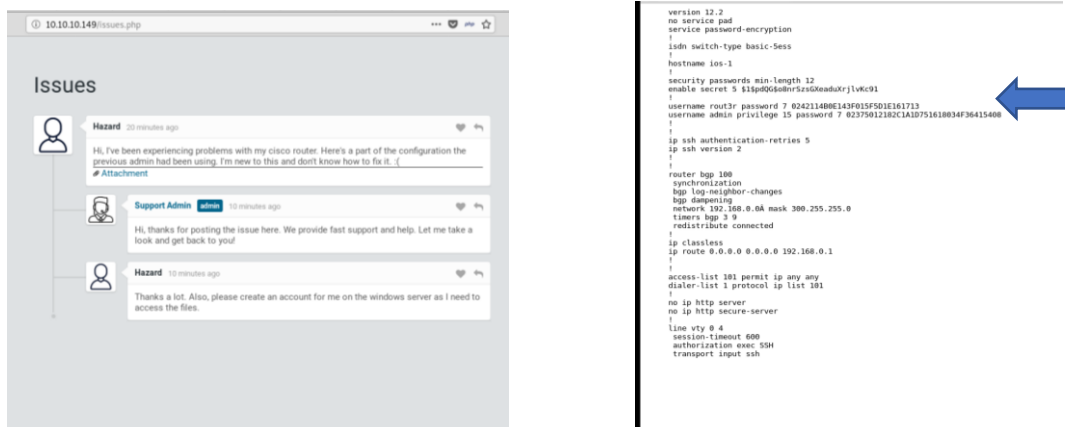 10.10.10.149/issues.php
Issues
Hazard 20 minutes ago
Hi, I've been experiencing problems with my cisco router. Here's a part of the configuration the
previous admin had been using. I'm new to this and don't know how to fix it. :(
Attachment
Support Admin admin 10 minutes ago
Hi, thanks for posting the issue here. We provide fast support and help. Let me take a
look and get back to you!
Hazard 10 minutes ago
Thanks a lot. Also, please create an account for me on the windows server as I need to
access the files.
version 12.2
no service pad
service password-encryption
!
isdn switch-type basic-5ess
!
hostname ios-1
!
security passwords min-length 12
enable secret 5 $1$pdQG$o8nrSzsGXeaduXrjlvKc91
!
username rout3r password 7 0242114B0E143F015F5D1E161713
username admin privilege 15 password 7 02375012182C1A1D751618034F36415408
!
!
ip ssh authentication-retries 5
ip ssh version 2
!
!
router bgp 100
synchronization
bgp log-neighbor-changes
bgp dampening
network 192.168.0.0Â mask 300.255.255.0
timers bgp 3 9
redistribute connected
!
ip classless
ip route 0.0.0.0 0.0.0.0 192.168.0.1
!
!
access-list 101 permit ip any any
dialer-list 1 protocol ip list 101
!
no ip http server
no ip http secure-server
!
line vty 0 4
session-timeout 600
authorization exec SSH
transport input ssh